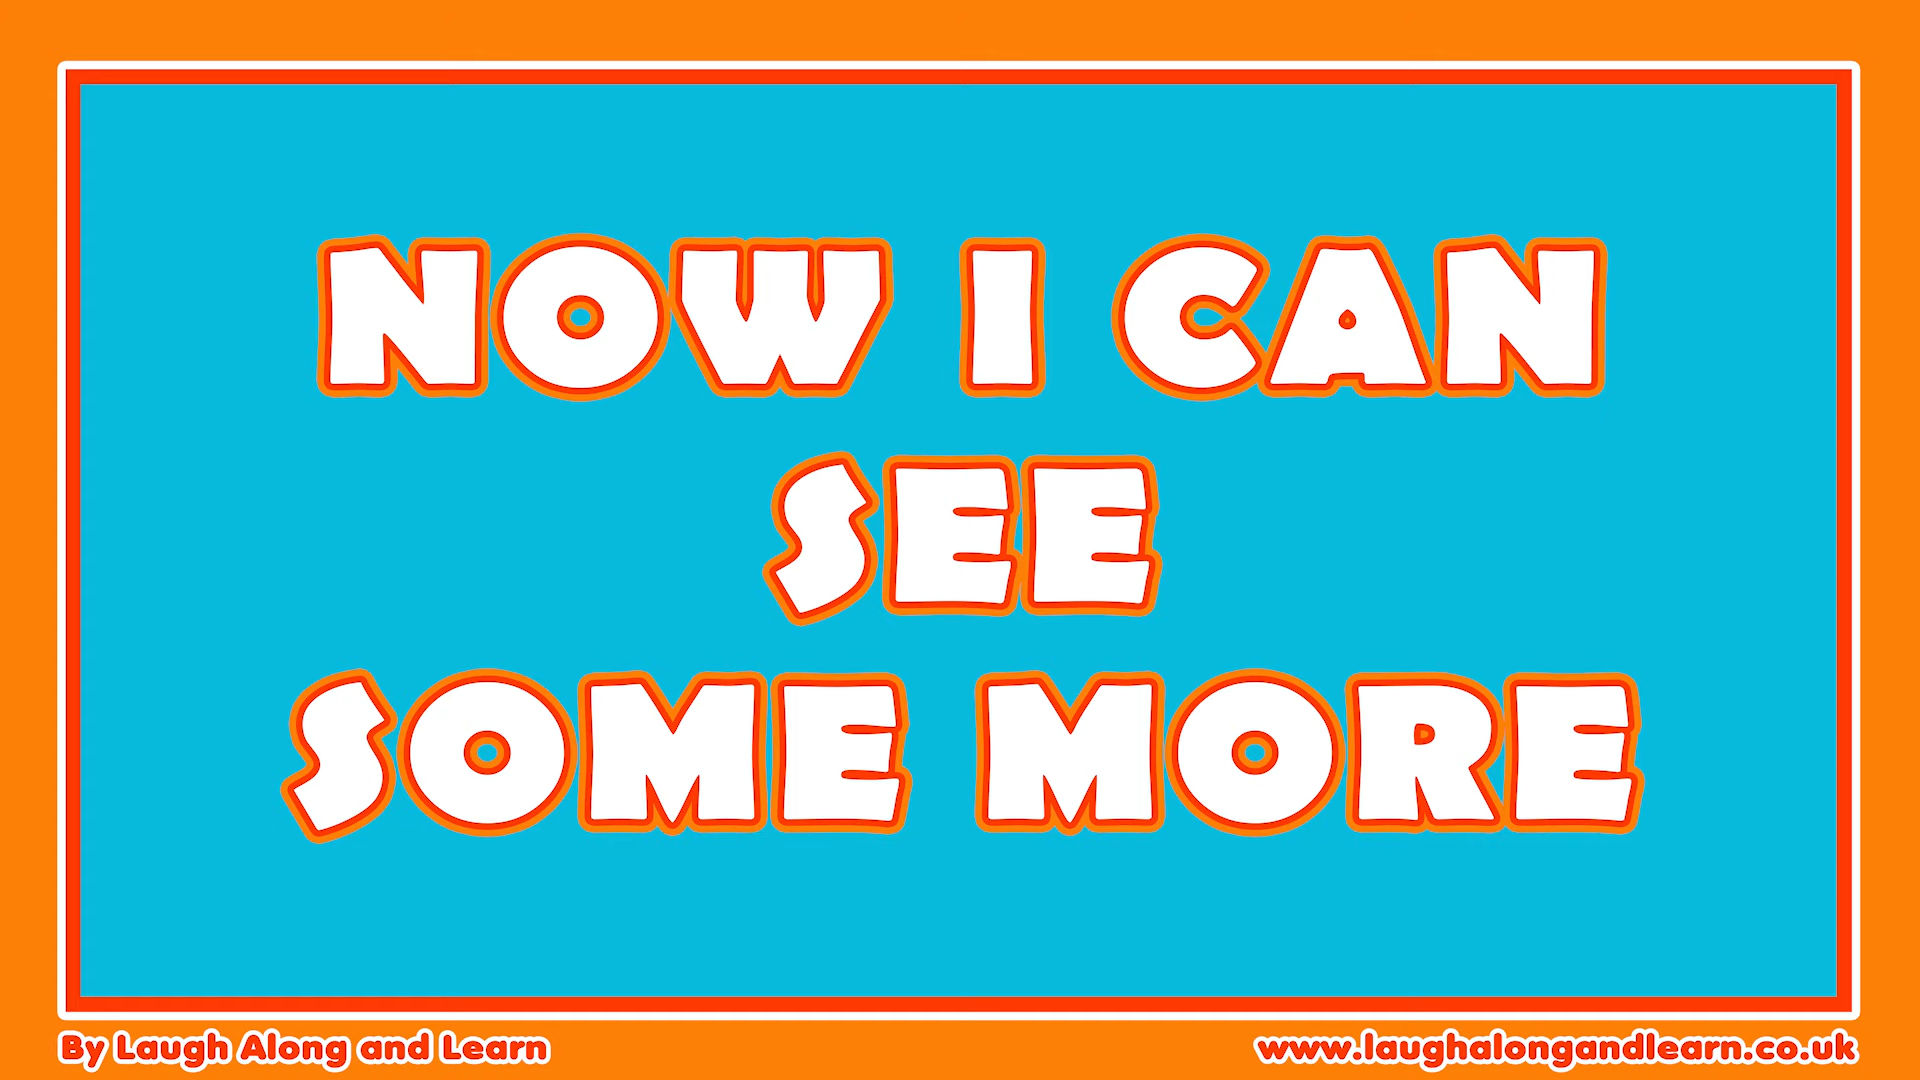 NOW I CAN
SEE
SOME MORE
By Laugh Along and Learn
www.laughalongandlearn.co.uk